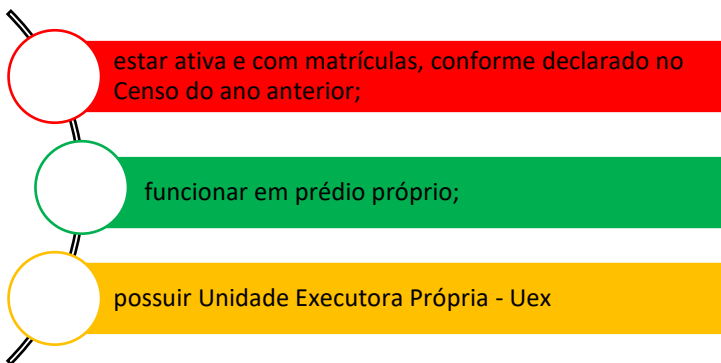 estar ativa e com matrículas, conforme declarado no
Censo do ano anterior;
funcionar em prédio próprio;
possuir Unidade Executora Própria - Uex